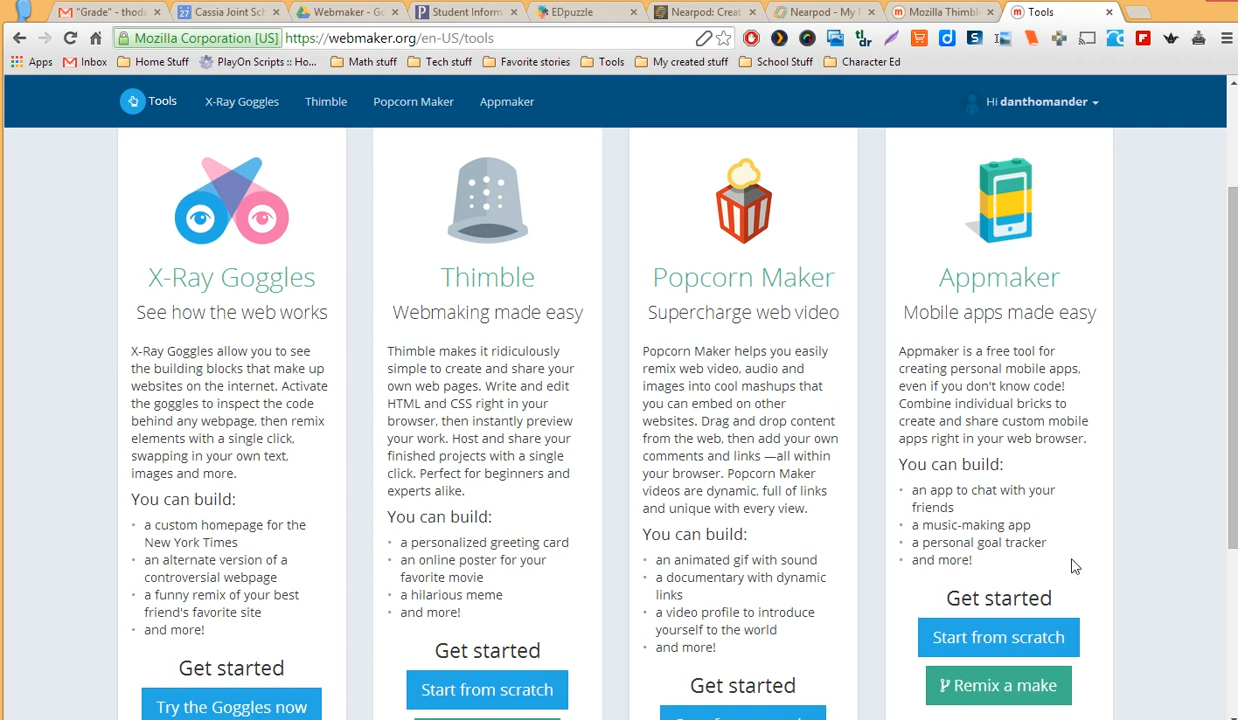 "Grade" - thoda
Cassia Joint Sch
Webmaker - Go
Student Inform
EDpuzzle
Nearpod: Creat
Nearpod - My
Mozilla Thimbl
Tools
Mozilla Corporation [US]
https://webmaker.org/en-US/tools
Apps
Inbox
Home Stuff
PlayOn Scripts :: Ho...
Math stuff
Tech stuff
Favorite stories
Tools
My created stuff
School Stuff
Character Ed
Tools
X-Ray Goggles
Thimble
Popcorn Maker
Appmaker
Hi danthomander
X-Ray Goggles
See how the web works
X-Ray Goggles allow you to see
the building blocks that make up
websites on the internet. Activate
the goggles to inspect the code
behind any webpage, then remix
elements with a single click,
swapping in your own text,
images and more.
You can build:
• a custom homepage for the
New York Times
• an alternate version of a
controversial webpage
• a funny remix of your best
friend's favorite site
• and more!
Get started
Try the Goggles now
Thimble
Webmaking made easy
Thimble makes it ridiculously
simple to create and share your
own web pages. Write and edit
HTML and CSS right in your
browser, then instantly preview
your work. Host and share your
finished projects with a single
click. Perfect for beginners and
experts alike.
You can build:
• a personalized greeting card
• an online poster for your
favorite movie
• a hilarious meme
• and more!
Get started
Start from scratch
Popcorn Maker
Supercharge web video
Popcorn Maker helps you easily
remix web video, audio and
images into cool mashups that
you can embed on other
websites. Drag and drop content
from the web, then add your own
comments and links —all within
your browser. Popcorn Maker
videos are dynamic, full of links
and unique with every view.
You can build:
• an animated gif with sound
• a documentary with dynamic
links
• a video profile to introduce
yourself to the world
• and more!
Get started
Appmaker
Mobile apps made easy
Appmaker is a free tool for
creating personal mobile apps,
even if you don't know code!
Combine individual bricks to
create and share custom mobile
apps right in your web browser.
You can build:
• an app to chat with your
friends
• a music-making app
• a personal goal tracker
• and more!
Get started
Start from scratch
Remix a make